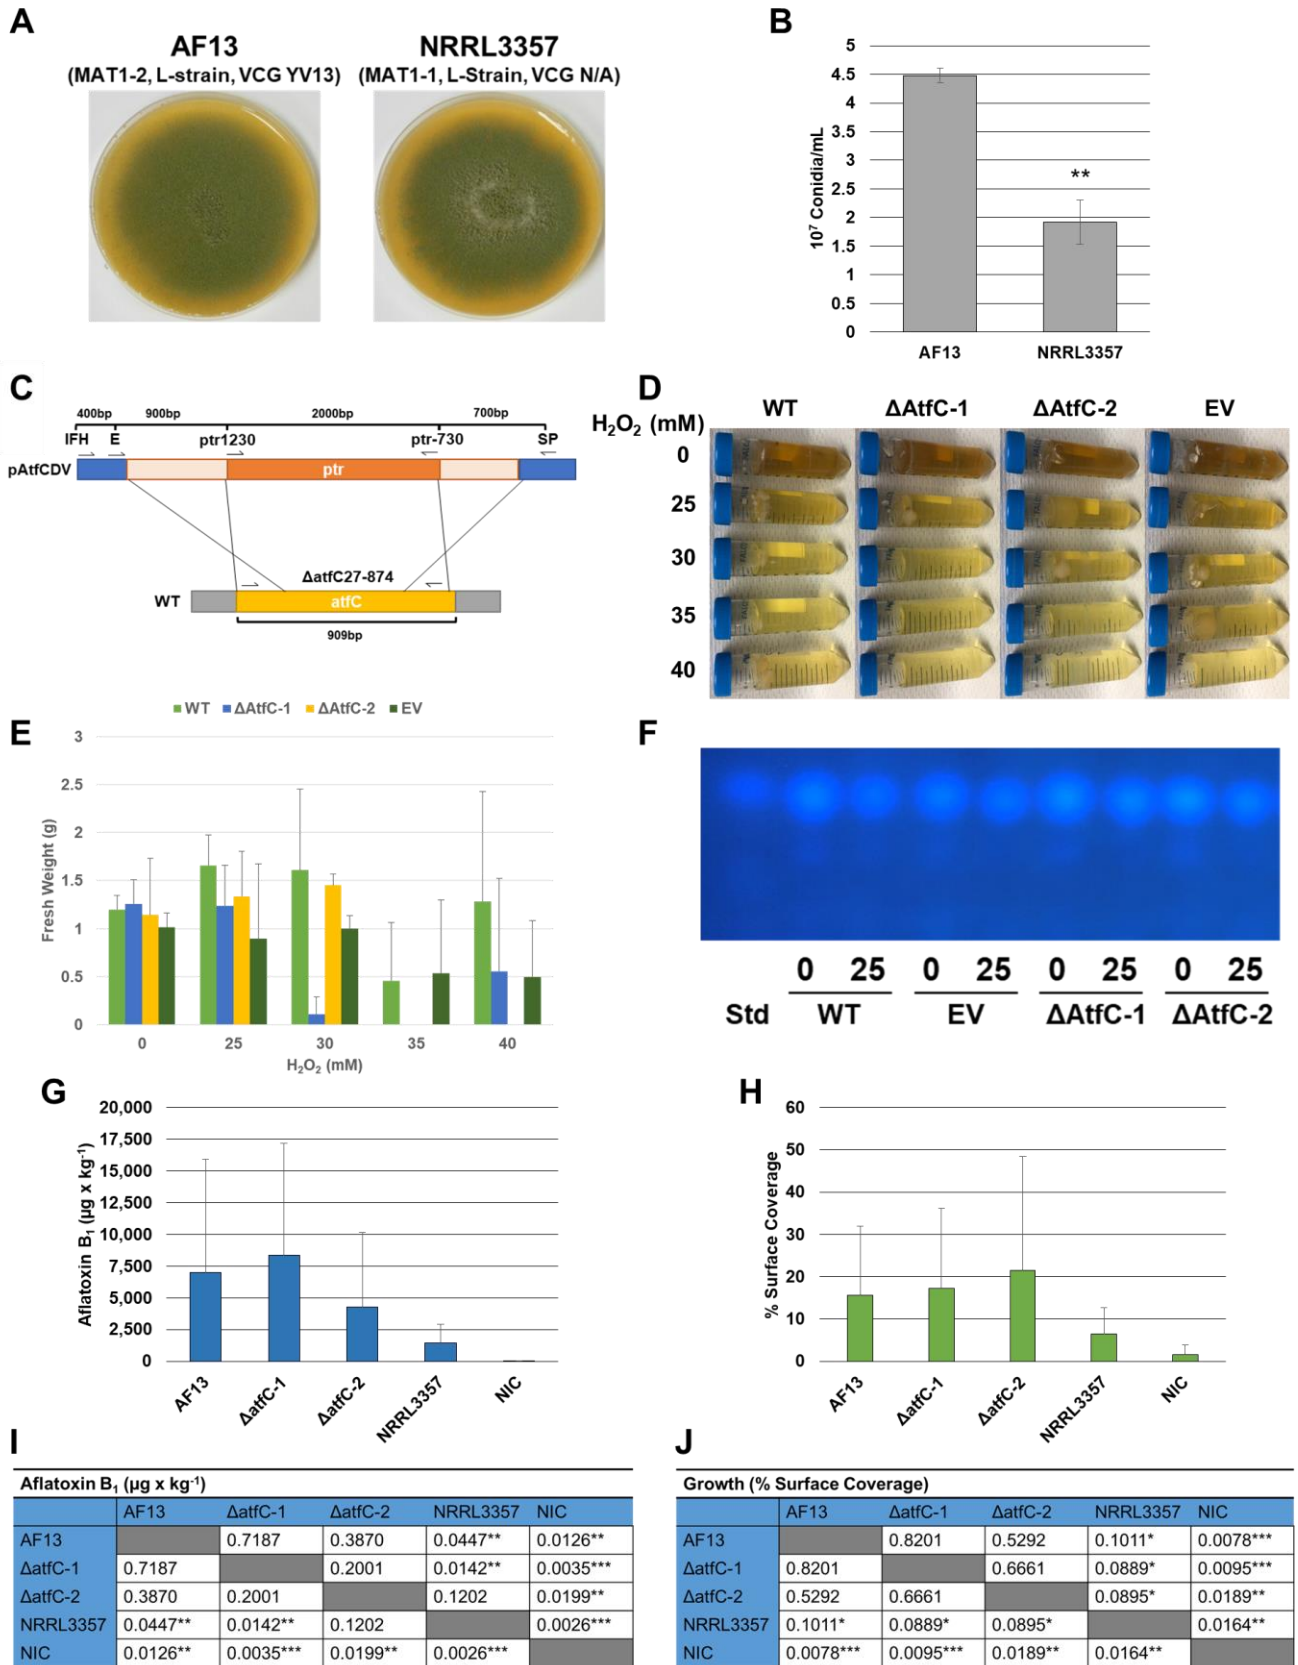 A
AF13
(MAT1-2, L-strain, VCG YV13)
NRRL3357
(MAT1-1, L-Strain, VCG N/A)
B
5
4.5
4
3.5
3
2.5
2
1.5
1
0.5
0
10⁷ Conidia/mL
**
AF13
NRRL3357
C
400bp
900bp
2000bp
700bp
IFH
E
ptr1230
ptr-730
SP
pAtfCDV
ptr
ΔatfC27-874
WT
atfC
909bp
D
H₂O₂ (mM)
WT
ΔAtfC-1
ΔAtfC-2
EV
0
25
30
35
40
E
WT ΔAtfC-1 ΔAtfC-2 EV
3
2.5
2
1.5
1
0.5
0
Fresh Weight (g)
0 25 30 35 40
H₂O₂ (mM)
F
0 25 0 25 0 25 0 25
Std WT EV ΔAtfC-1 ΔAtfC-2
G
20,000
17,500
15,000
12,500
10,000
7,500
5,000
2,500
0
Aflatoxin B₁ (µg x kg⁻¹)
AF13
ΔatfC-1
ΔatfC-2
NRRL3357
NIC
H
60
50
40
30
20
10
0
% Surface Coverage
AF13
ΔatfC-1
ΔatfC-2
NRRL3357
NIC
I
Aflatoxin B₁ (µg x kg⁻¹)
AF13 ΔatfC-1 ΔatfC-2 NRRL3357 NIC
AF13 0.7187 0.3870 0.0447** 0.0126**
ΔatfC-1 0.7187 0.2001 0.0142** 0.0035***
ΔatfC-2 0.3870 0.2001 0.1202 0.0199**
NRRL3357 0.0447** 0.0142** 0.1202 0.0026***
NIC 0.0126** 0.0035*** 0.0199** 0.0026***
J
Growth (% Surface Coverage)
AF13 ΔatfC-1 ΔatfC-2 NRRL3357 NIC
AF13 0.8201 0.5292 0.1011* 0.0078***
ΔatfC-1 0.8201 0.6661 0.0889* 0.0095***
ΔatfC-2 0.5292 0.6661 0.0895* 0.0189**
NRRL3357 0.1011* 0.0889* 0.0895* 0.0164**
NIC 0.0078*** 0.0095*** 0.0189** 0.0164**